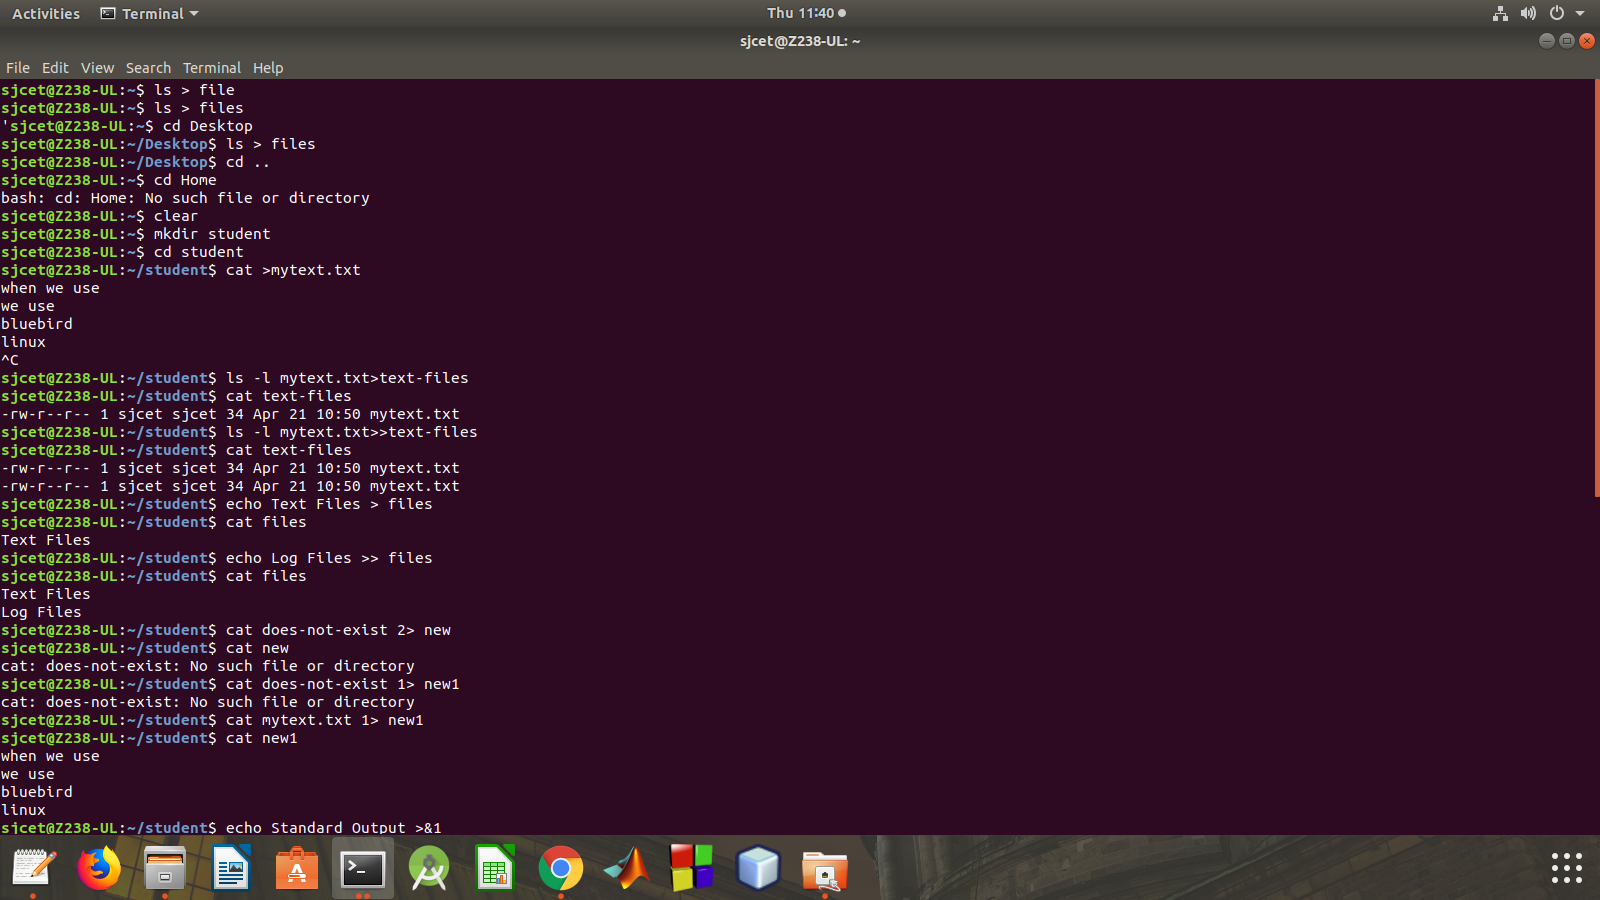 Activities Terminal Thu 11:40
sjcet@Z238-UL: ~
File Edit View Search Terminal Help
sjcet@Z238-UL:~$ ls > file
sjcet@Z238-UL:~$ ls > files
'sjcet@Z238-UL:~$ cd Desktop
sjcet@Z238-UL:~/Desktop$ ls > files
sjcet@Z238-UL:~/Desktop$ cd ..
sjcet@Z238-UL:~$ cd Home
bash: cd: Home: No such file or directory
sjcet@Z238-UL:~$ clear
sjcet@Z238-UL:~$ mkdir student
sjcet@Z238-UL:~$ cd student
sjcet@Z238-UL:~/student$ cat >mytext.txt
when we use
we use
bluebird
linux
^C
sjcet@Z238-UL:~/student$ ls -l mytext.txt>text-files
sjcet@Z238-UL:~/student$ cat text-files
-rw-r--r-- 1 sjcet sjcet 34 Apr 21 10:50 mytext.txt
sjcet@Z238-UL:~/student$ ls -l mytext.txt>>text-files
sjcet@Z238-UL:~/student$ cat text-files
-rw-r--r-- 1 sjcet sjcet 34 Apr 21 10:50 mytext.txt
-rw-r--r-- 1 sjcet sjcet 34 Apr 21 10:50 mytext.txt
sjcet@Z238-UL:~/student$ echo Text Files > files
sjcet@Z238-UL:~/student$ cat files
Text Files
sjcet@Z238-UL:~/student$ echo Log Files >> files
sjcet@Z238-UL:~/student$ cat files
Text Files
Log Files
sjcet@Z238-UL:~/student$ cat does-not-exist 2> new
sjcet@Z238-UL:~/student$ cat new
cat: does-not-exist: No such file or directory
sjcet@Z238-UL:~/student$ cat does-not-exist 1> new1
cat: does-not-exist: No such file or directory
sjcet@Z238-UL:~/student$ cat mytext.txt 1> new1
sjcet@Z238-UL:~/student$ cat new1
when we use
we use
bluebird
linux
sjcet@Z238-UL:~/student$ echo Standard Output >&1